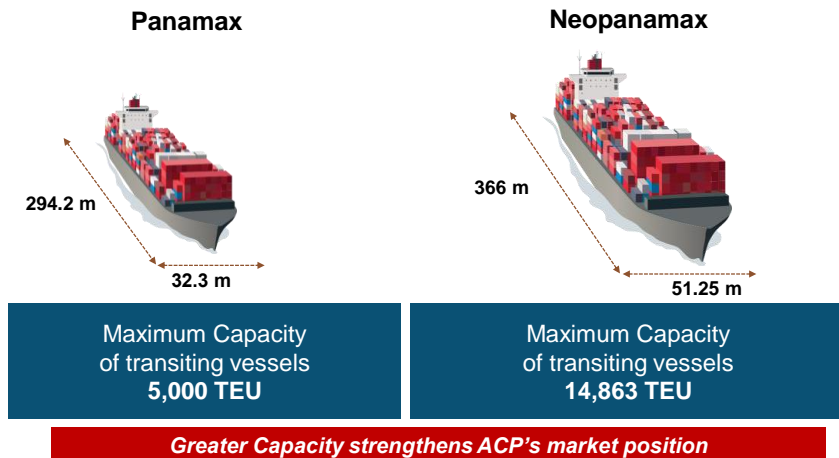 Panamax
Neopanamax
294.2 m
32.3 m
366 m
51.25 m
Maximum Capacity
of transiting vessels
5,000 TEU
Maximum Capacity
of transiting vessels
14,863 TEU
Greater Capacity strengthens ACP's market position